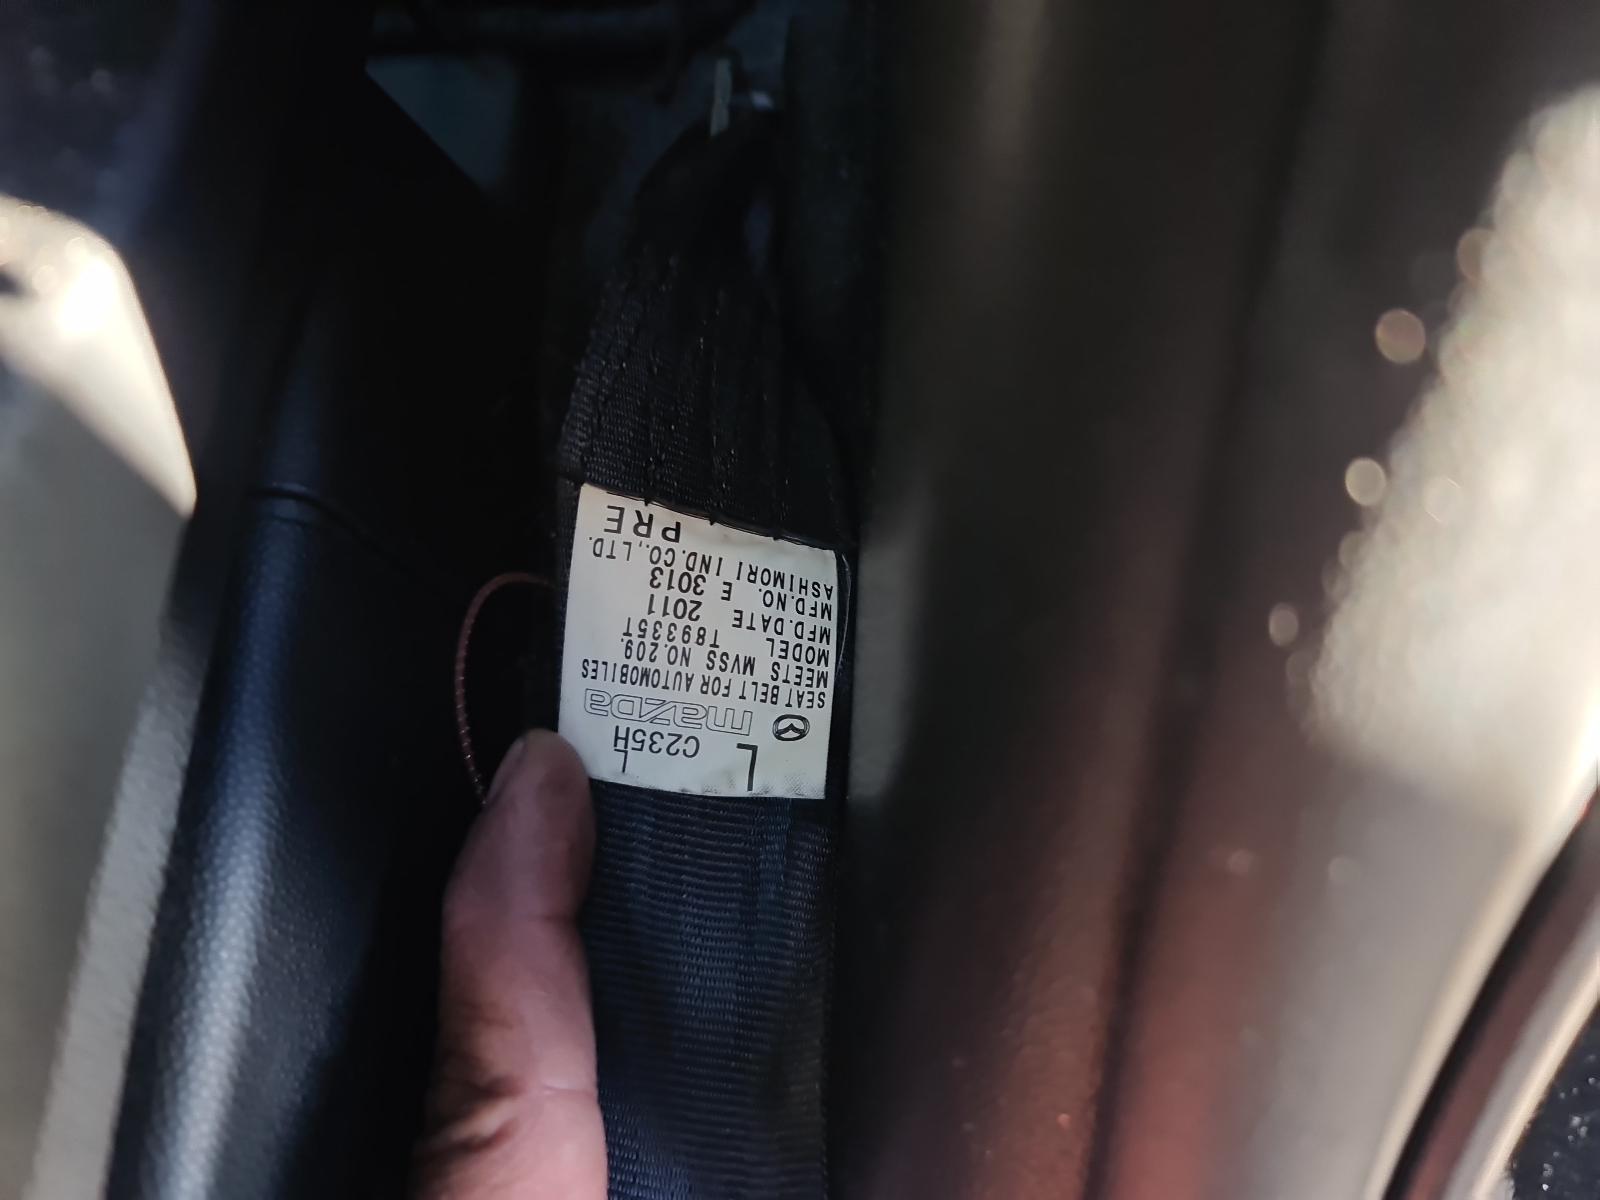 L C235H L
mazda
SEAT BELT FOR AUTOMOBILES
MEETS MVSS NO.209.
MODEL T89335T
MFD.DATE 2011
MFD.NO. E 3013
ASHIMORI IND.CO.,LTD.
PRE